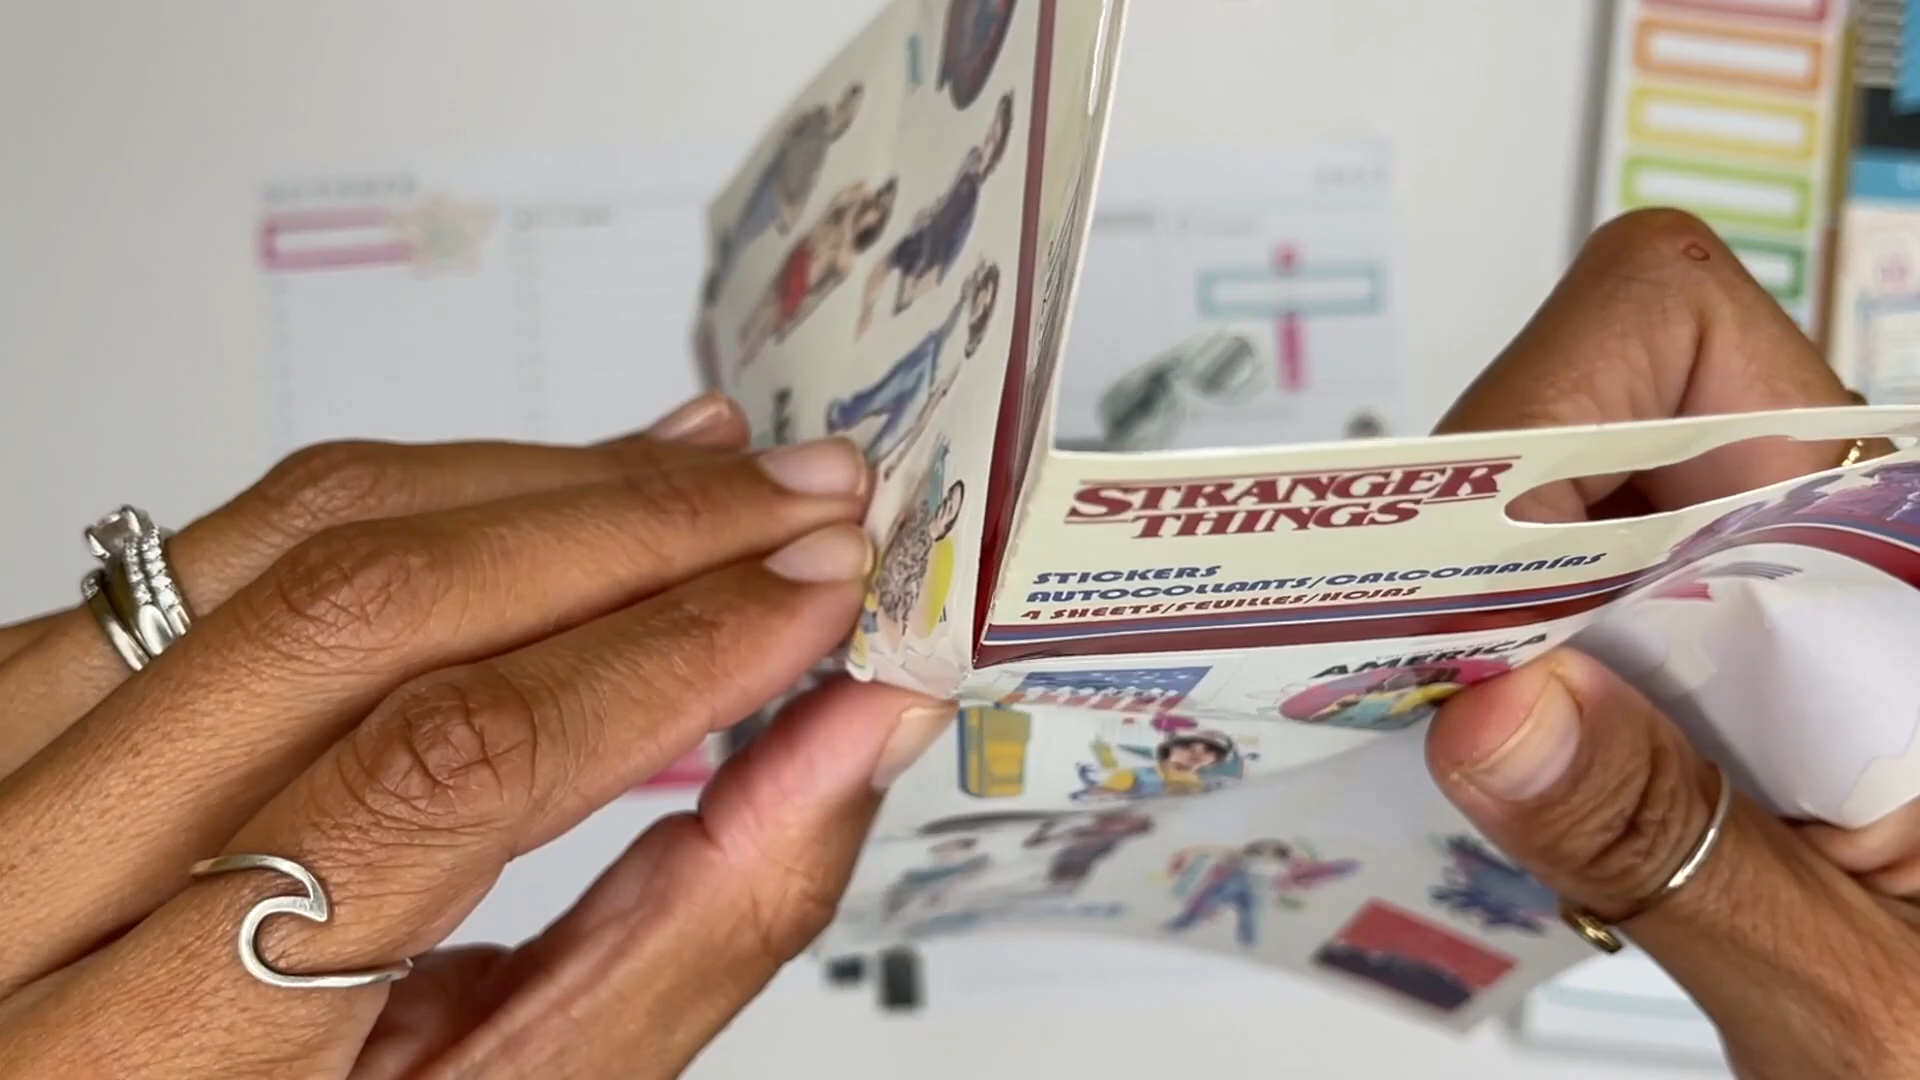 STRANGER
THINGS
STICKERS
AUTOCOLLANTS/CALCOMANÍAS
4 SHEETS/FEUILLES/HOJAS
AMERICA